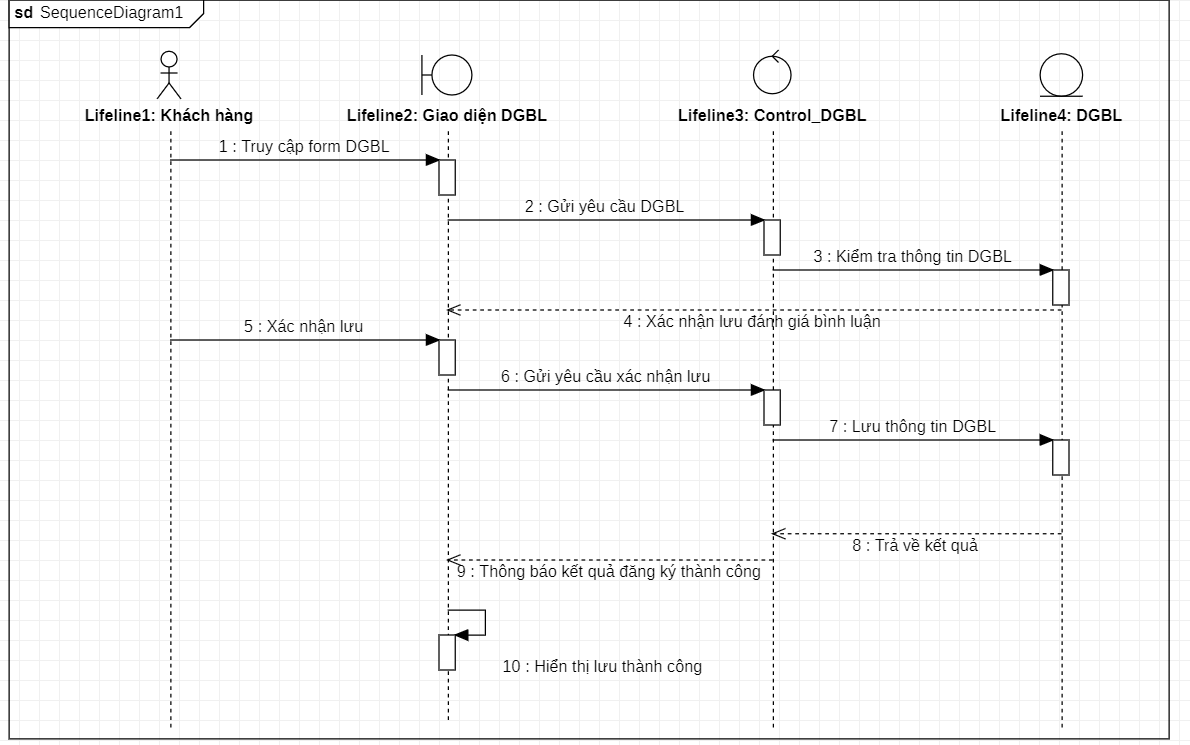 sd SequenceDiagram1
Lifeline1: Khách hàng
Lifeline2: Giao diện DGBL
Lifeline3: Control_DGBL
Lifeline4: DGBL
1 : Truy cập form DGBL
2 : Gửi yêu cầu DGBL
3 : Kiểm tra thông tin DGBL
4 : Xác nhận lưu đánh giá bình luận
5 : Xác nhận lưu
6 : Gửi yêu cầu xác nhận lưu
7 : Lưu thông tin DGBL
8 : Trả về kết quả
9 : Thông báo kết quả đăng ký thành công
10 : Hiển thị lưu thành công